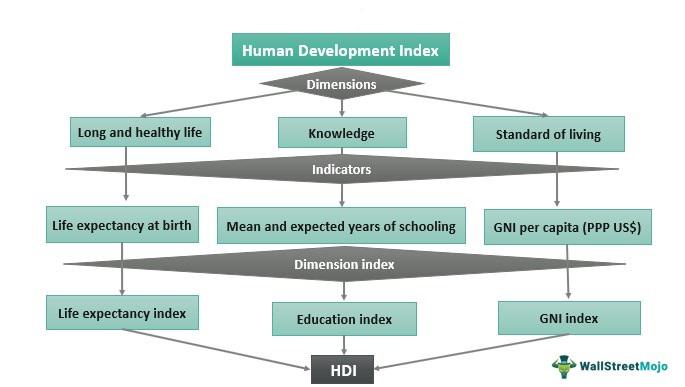 Human Development Index
Dimensions
Long and healthy life
Knowledge
Standard of living
Indicators
Life expectancy at birth
Mean and expected years of schooling
GNI per capita (PPP US$)
Dimension index
Life expectancy index
Education index
GNI index
HDI
WallStreetMojo